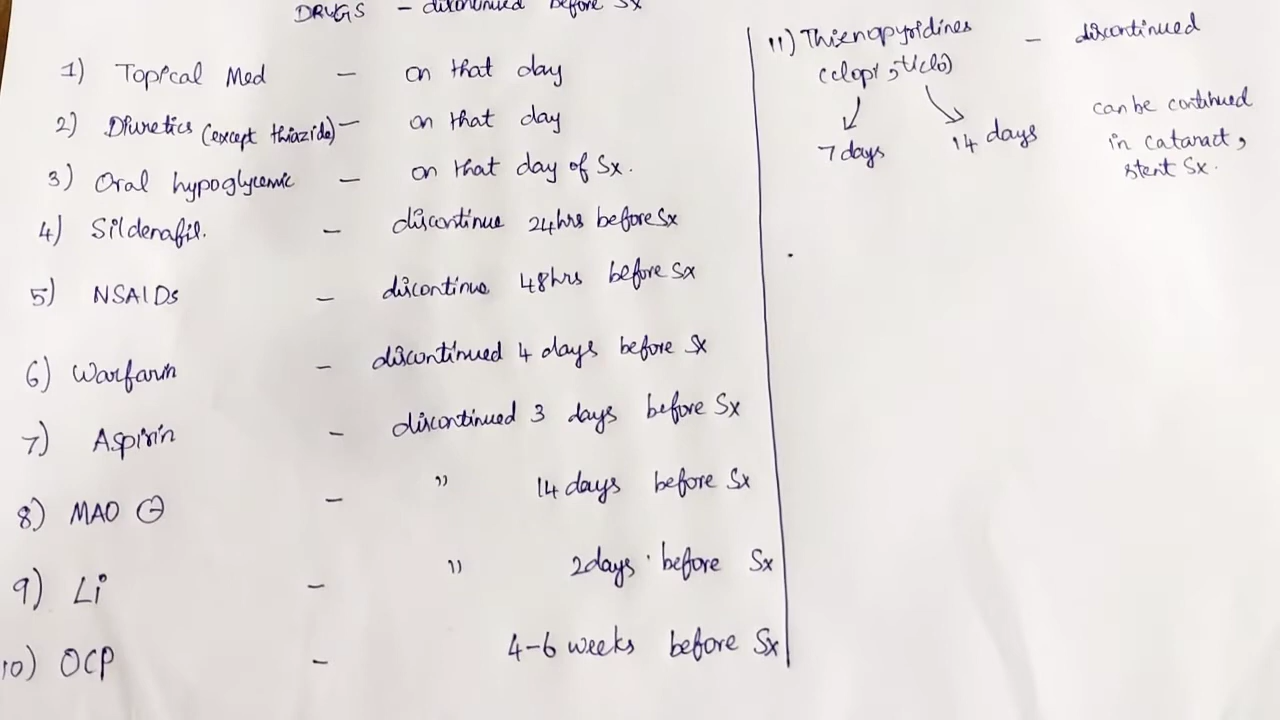 DRUGS - discontinued before Sx
1) Topical Med - on that day
2) Diuretics (except thiazide) - on that day
3) Oral hypoglycemic - on that day of Sx.
4) Sildenafil. - discontinue 24hrs before Sx
5) NSAIDs - discontinue 48hrs before Sx
6) Warfarin - discontinued 4 days before Sx
7) Aspirin - discontinued 3 days before Sx
8) MAO ⊖ - " 14 days before Sx
9) Li - " 2days before Sx
10) OCP - 4-6 weeks before Sx
11) Thienopyridines - discontinued
(clopi, ticlo)
↓ ↘
7 days 14 days
can be continued
in cataract,
stent Sx.